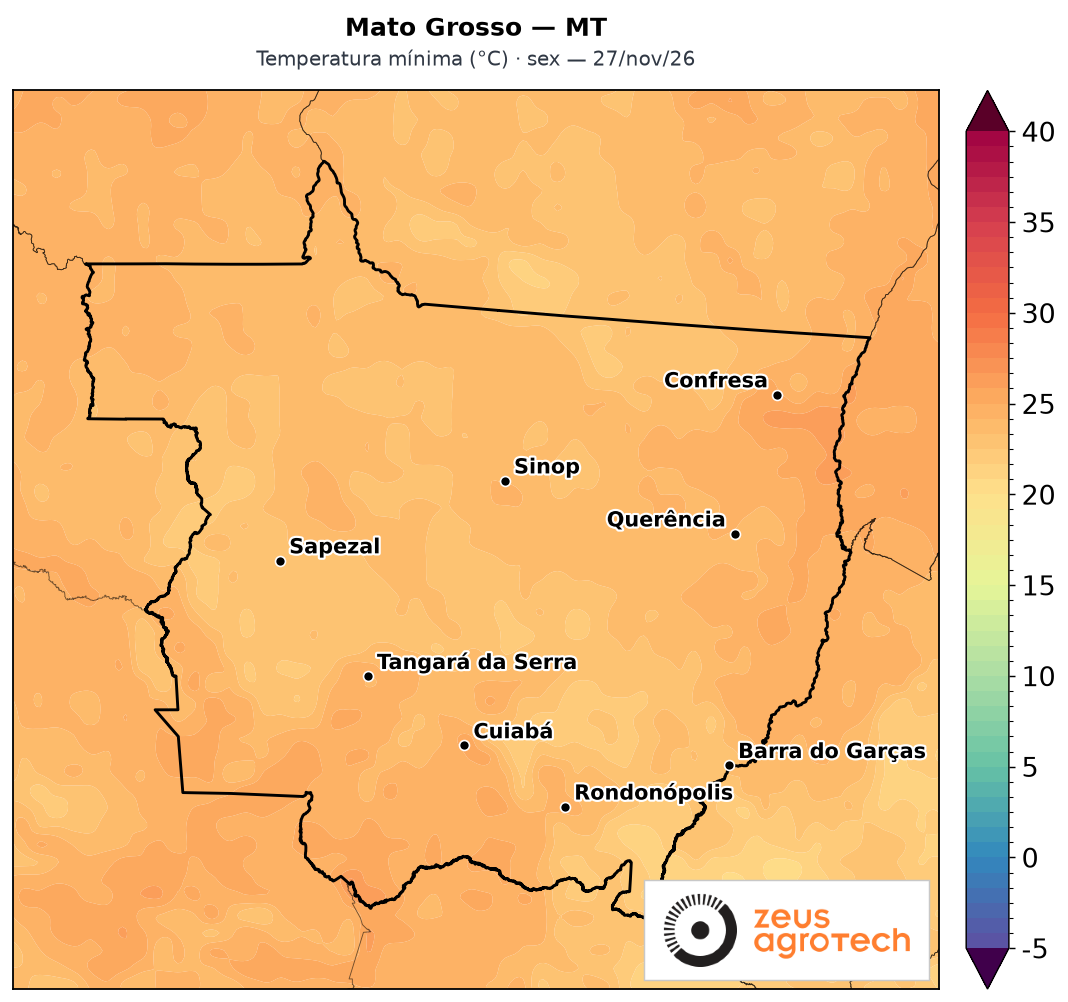 Mato Grosso — MT
Temperatura mínima (°C) · sex — 27/nov/26
40
35
30
25
20
15
10
5
0
-5
Confresa
Sinop
Querência
Sapezal
Tangará da Serra
Cuiabá
Barra do Garças
Rondonópolis
zeus
agrotech